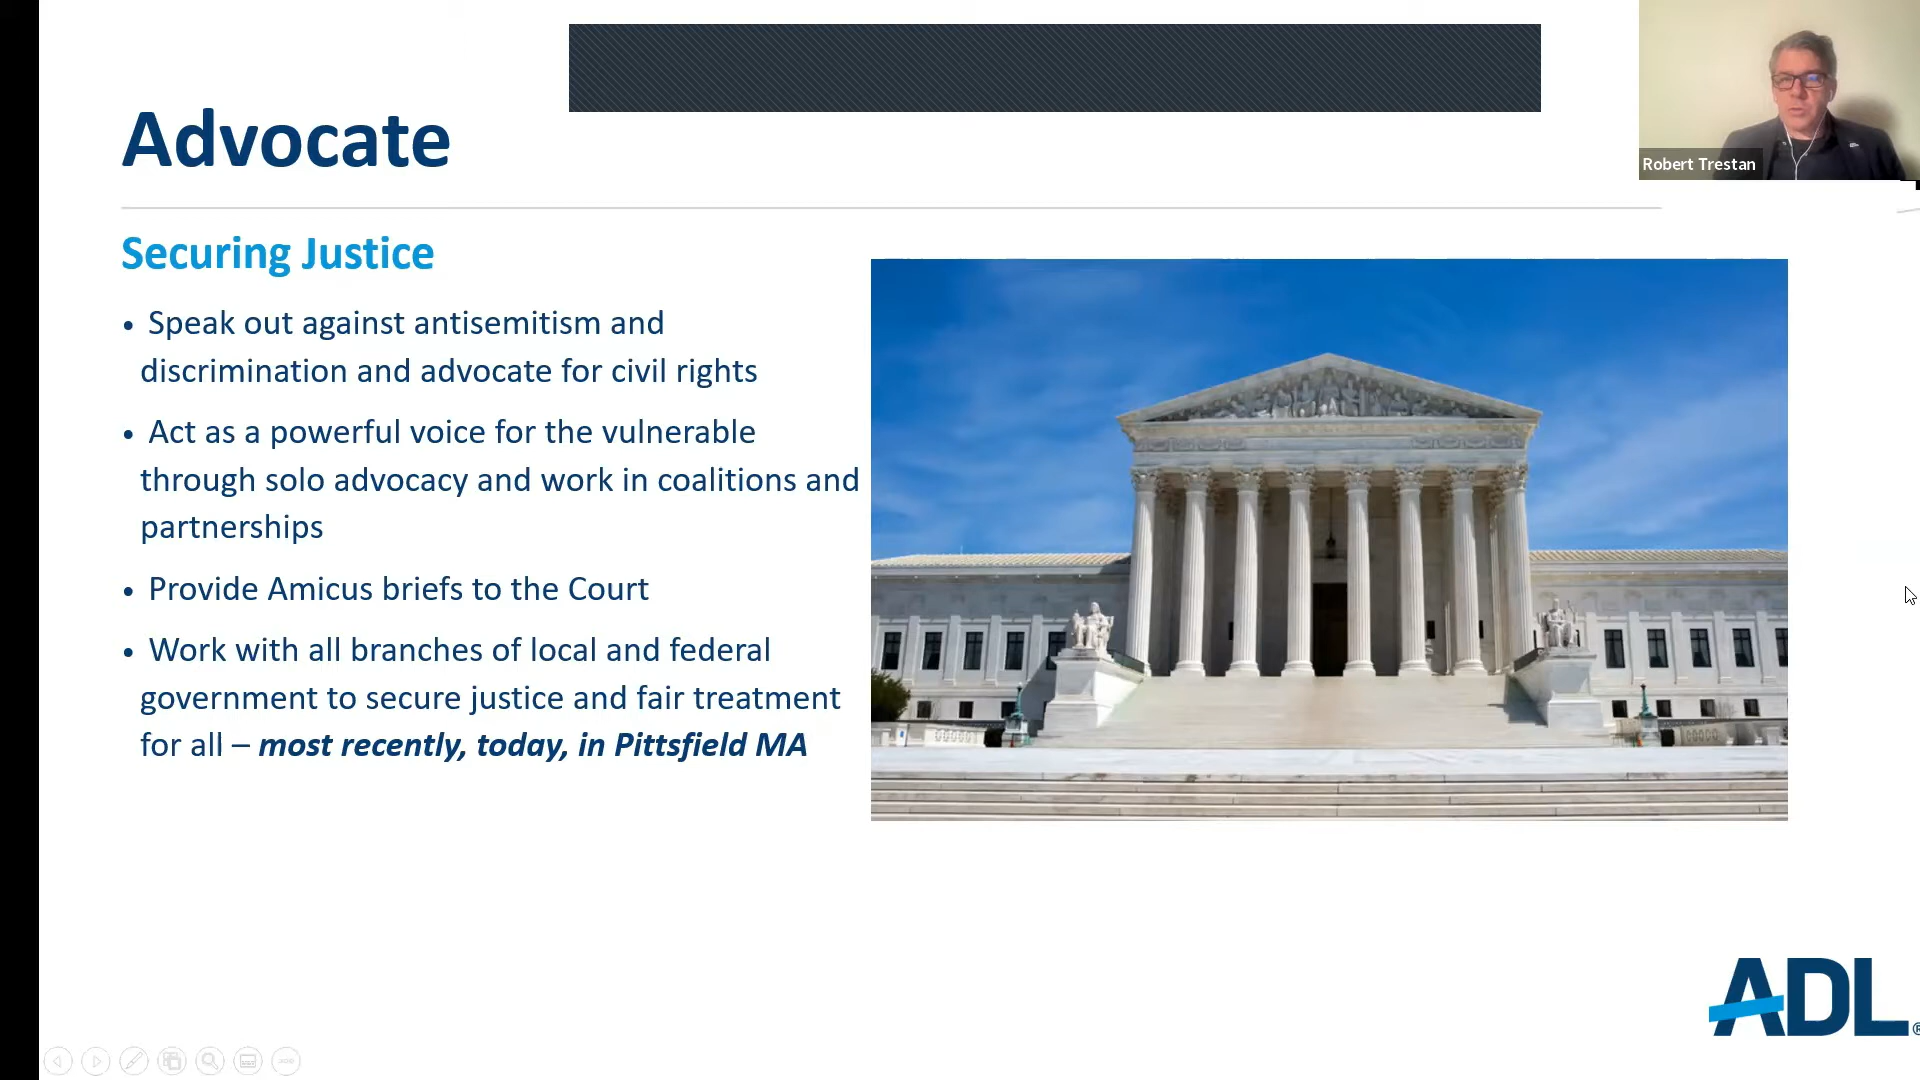 Advocate
Robert Trestan
Securing Justice
• Speak out against antisemitism and
discrimination and advocate for civil rights
• Act as a powerful voice for the vulnerable
through solo advocacy and work in coalitions and
partnerships
• Provide Amicus briefs to the Court
• Work with all branches of local and federal
government to secure justice and fair treatment
for all – most recently, today, in Pittsfield MA
ADL®